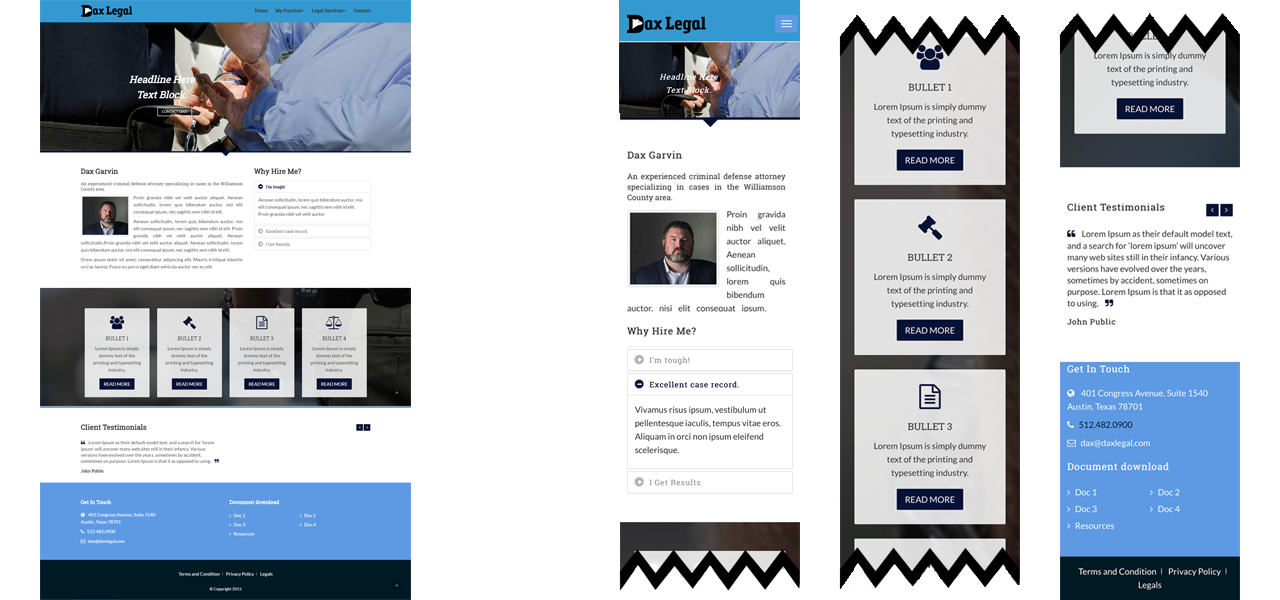 Dax Legal
Home My Practice Legal Services Contact
Headline Here
Text Block.
CONTACT DAX!
Dax Garvin
An experienced criminal defense attorney specializing in cases in the Williamson
County area.
Proin gravida nibh vel velit auctor aliquet. Aenean
sollicitudin, lorem quis bibendum auctor, nisi elit
consequat ipsum, nec sagittis sem nibh id elit.
Proin gravida nibh vel velit auctor aliquet.
Aenean sollicitudin, lorem quis bibendum auctor,
nisi elit consequat ipsum, nec sagittis sem nibh
id elit.Proin gravida nibh vel velit auctor aliquet. Aenean
sollicitudin, lorem quis bibendum auctor, nisi elit consequat ipsum, nec sagittis sem nibh id elit.
Orem ipsum dolor sit amet, consectetur adipiscing elit. Mauris tristique lobortis
orci ac lacinia. Fusce eu purus eget diam vehicula auctor nec eu elit.
Why Hire Me?
I'm tough!
Aenean sollicitudin, lorem quis bibendum auctor, nisi
elit consequat ipsum, nec sagittis sem nibh id elit.
Proin gravida nibh vel velit auctor
Excellent case record.
I Get Results
BULLET 1
Lorem Ipsum is simply
dummy text of the
printing and typesetting
industry.
READ MORE
BULLET 2
Lorem Ipsum is simply
dummy text of the
printing and typesetting
industry.
READ MORE
BULLET 3
Lorem Ipsum is simply
dummy text of the
printing and typesetting
industry.
READ MORE
BULLET 4
Lorem Ipsum is simply
dummy text of the
printing and typesetting
industry.
READ MORE
Client Testimonials
Lorem Ipsum as their default model text, and a search for 'lorem
ipsum' will uncover many web sites still in their infancy. Various
versions have evolved over the years, sometimes by accident,
sometimes on purpose. Lorem Ipsum is that it as opposed to using.
John Public
Get In Touch
401 Congress Avenue, Suite 1540
Austin, Texas 78701
512.482.0900
dax@daxlegal.com
Document download
Doc 1 Doc 2
Doc 3 Doc 4
Resources
Terms and Condition | Privacy Policy | Legals
© Copyright 2015
Dax Legal
Headline Here
Text Block.
Dax Garvin
An experienced criminal defense attorney
specializing in cases in the Williamson
County area.
Proin gravida
nibh vel velit
auctor aliquet.
Aenean
sollicitudin,
lorem quis
bibendum
auctor, nisi elit consequat ipsum,
Why Hire Me?
I'm tough!
Excellent case record.
Vivamus risus ipsum, vestibulum ut
pellentesque iaculis, tempus vitae eros.
Aliquam in orci non ipsum eleifend
scelerisque.
I Get Results
BULLET 1
Lorem Ipsum is simply dummy
text of the printing and
typesetting industry.
READ MORE
BULLET 2
Lorem Ipsum is simply dummy
text of the printing and
typesetting industry.
READ MORE
BULLET 3
Lorem Ipsum is simply dummy
text of the printing and
typesetting industry.
READ MORE
Lorem Ipsum is simply dummy
text of the printing and
typesetting industry.
READ MORE
Client Testimonials
Lorem Ipsum as their default model text,
and a search for 'lorem ipsum' will uncover
many web sites still in their infancy. Various
versions have evolved over the years,
sometimes by accident, sometimes on
purpose. Lorem Ipsum is that it as opposed
to using.
John Public
Get In Touch
401 Congress Avenue, Suite 1540
Austin, Texas 78701
512.482.0900
dax@daxlegal.com
Document download
Doc 1 Doc 2
Doc 3 Doc 4
Resources
Terms and Condition | Privacy Policy |
Legals